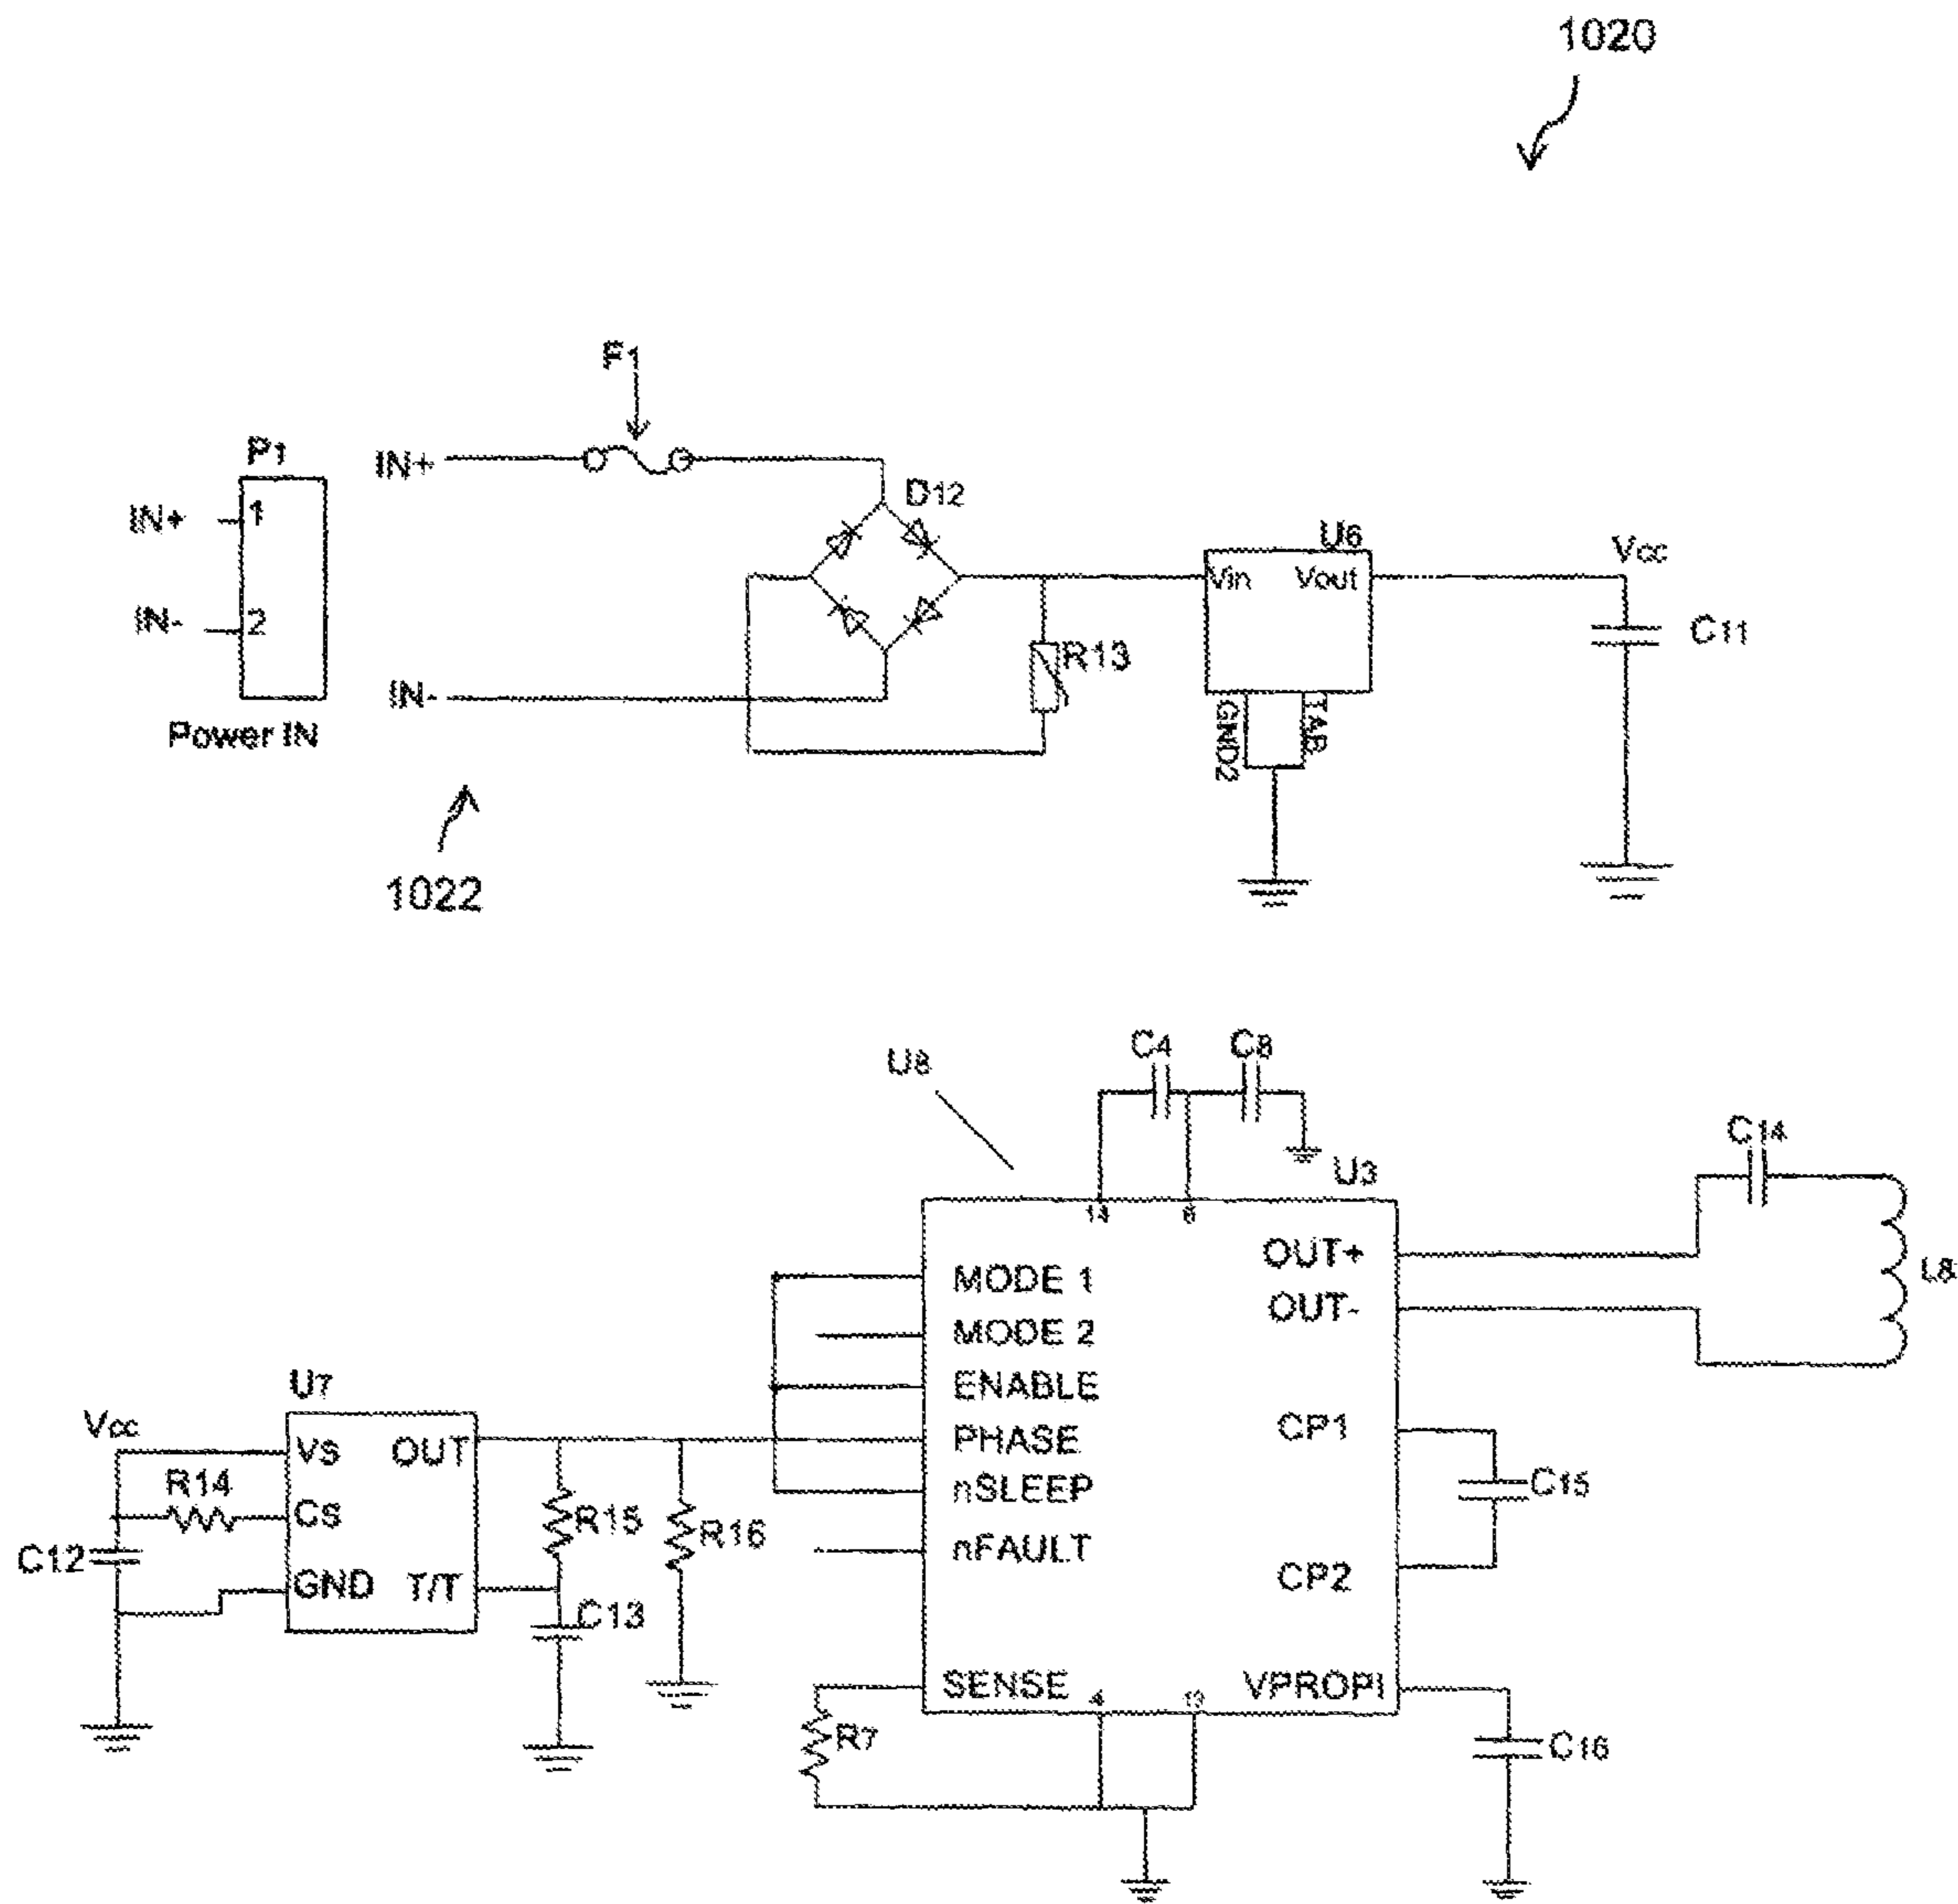 1020
F1
P1
IN+
D12
IN+
1
U6
Vcc
Vin
Vout
C11
IN-
2
R13
IN-
Power IN
GND2
TAB
1022
C4
C8
U8
C14
U3
14
6
OUT+
MODE 1
L8
OUT-
MODE 2
U7
ENABLE
Vcc
CP1
VS
OUT
PHASE
R14
nSLEEP
C15
Cs
R15
R16
C12
nFAULT
CP2
GND
T/T
C13
SENSE
4
13
VPROPI
R7
C16